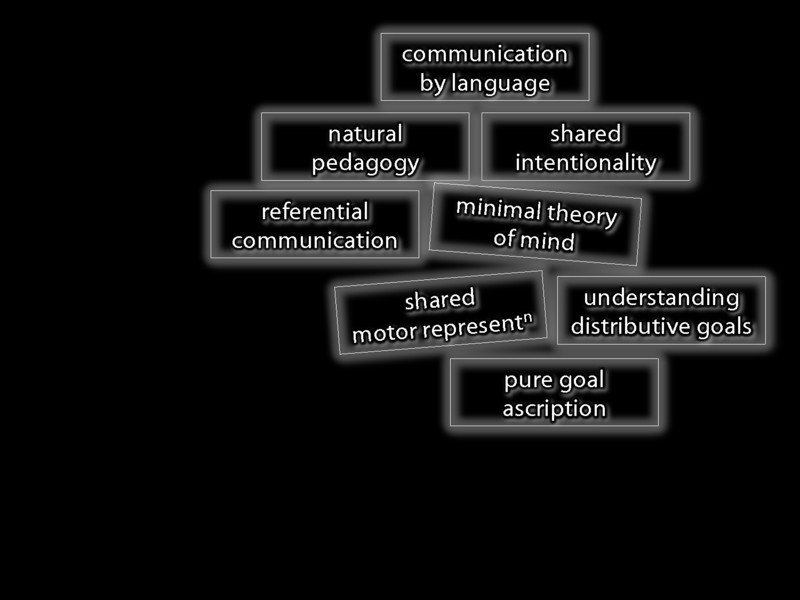 communication
by language
natural
pedagogy
shared
intentionality
referential
communication
minimal theory
of mind
shared
motor representⁿ
understanding
distributive goals
pure goal
ascription